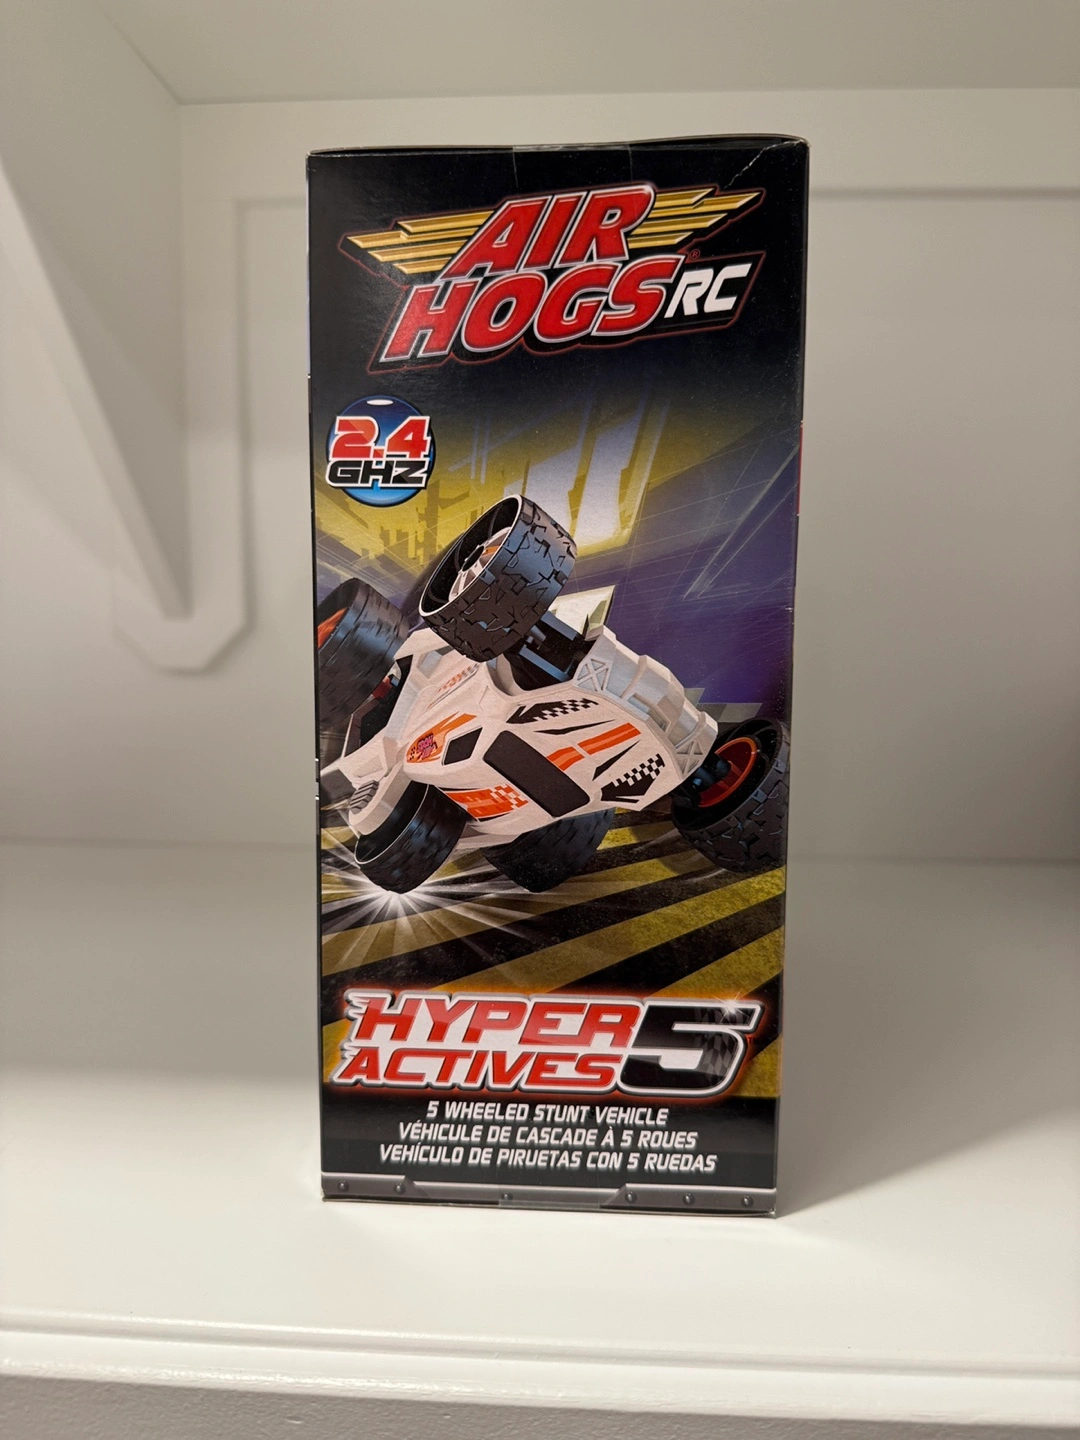 AIR
HOGS® RC
2.4
GHZ
HYPER
ACTIVES 5
5 WHEELED STUNT VEHICLE
VÉHICULE DE CASCADE À 5 ROUES
VEHÍCULO DE PIRUETAS CON 5 RUEDAS